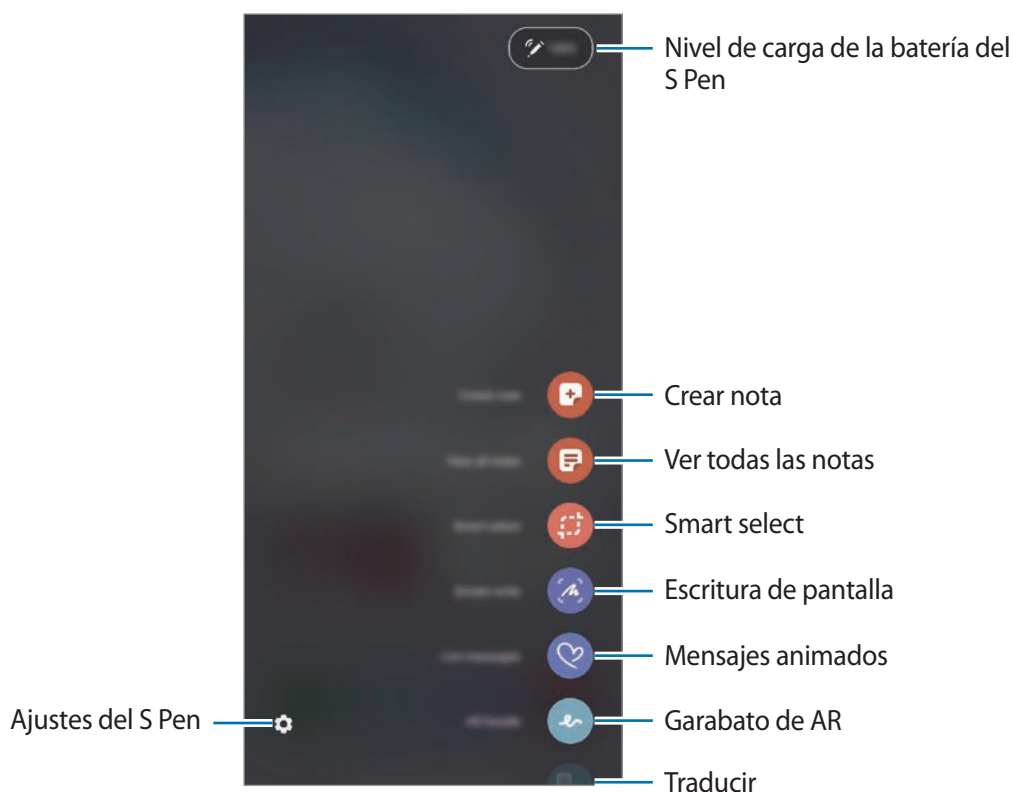 Nivel de carga de la batería del
S Pen
Crear nota
Ver todas las notas
Smart select
Escritura de pantalla
Mensajes animados
Ajustes del S Pen
Garabato de AR
Traducir